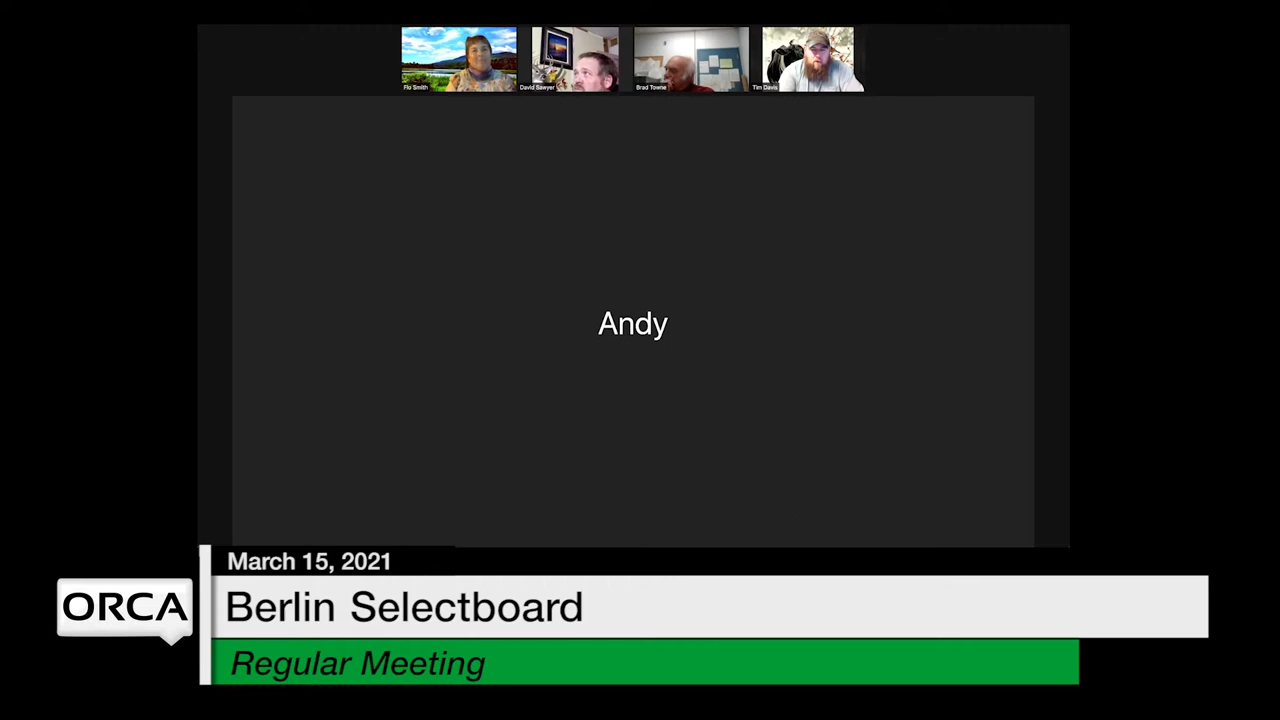 Flo Smith
David Sawyer
Brad Towne
Tim Davis
Andy
March 15, 2021
ORCA
Berlin Selectboard
Regular Meeting